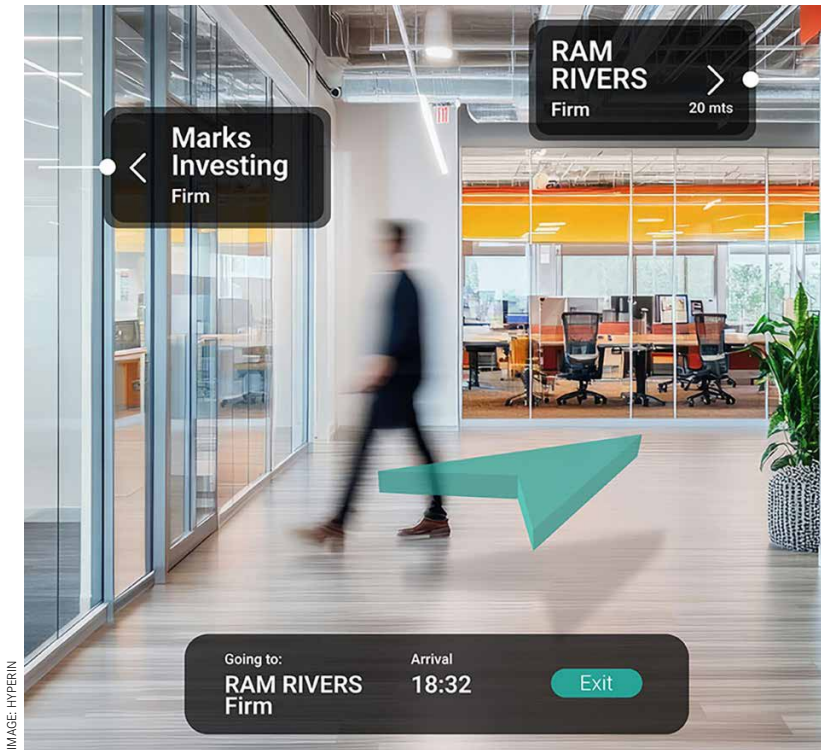 RAM
RIVERS
Firm
20 mts
Marks
Investing
Firm
Going to:
RAM RIVERS
Firm
Arrival
18:32
Exit
IMAGE: HYPERIN